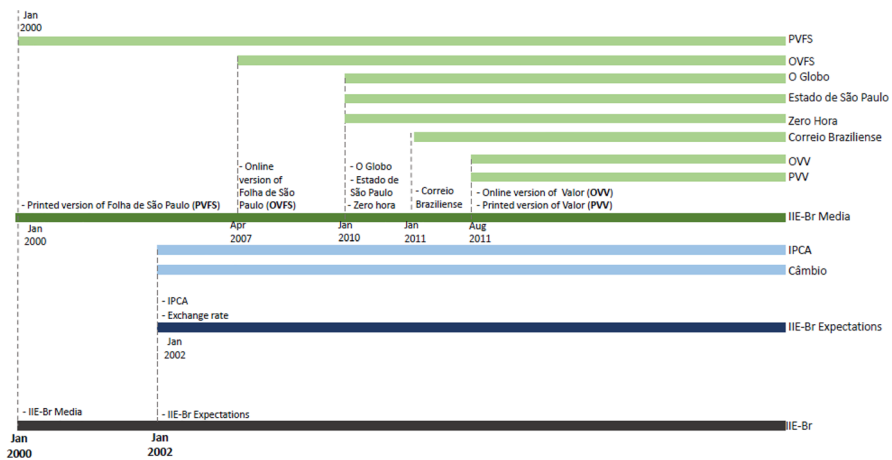 Jan
2000
PVFS
OVFS
O Globo
Estado de São Paulo
Zero Hora
Correio Braziliense
OVV
PVV
- Printed version of Folha de São Paulo (PVFS)
- Online
version of
Folha de São
Paulo (OVFS)
- O Globo
- Estado de
São Paulo
- Zero hora
- Correio
Braziliense
- Online version of Valor (OVV)
- Printed version of Valor (PVV)
IIE-Br Media
Jan
2000
Apr
2007
Jan
2010
Jan
2011
Aug
2011
IPCA
Câmbio
- IPCA
- Exchange rate
IIE-Br Expectations
Jan
2002
- IIE-Br Media
- IIE-Br Expectations
IIE-Br
Jan
2000
Jan
2002